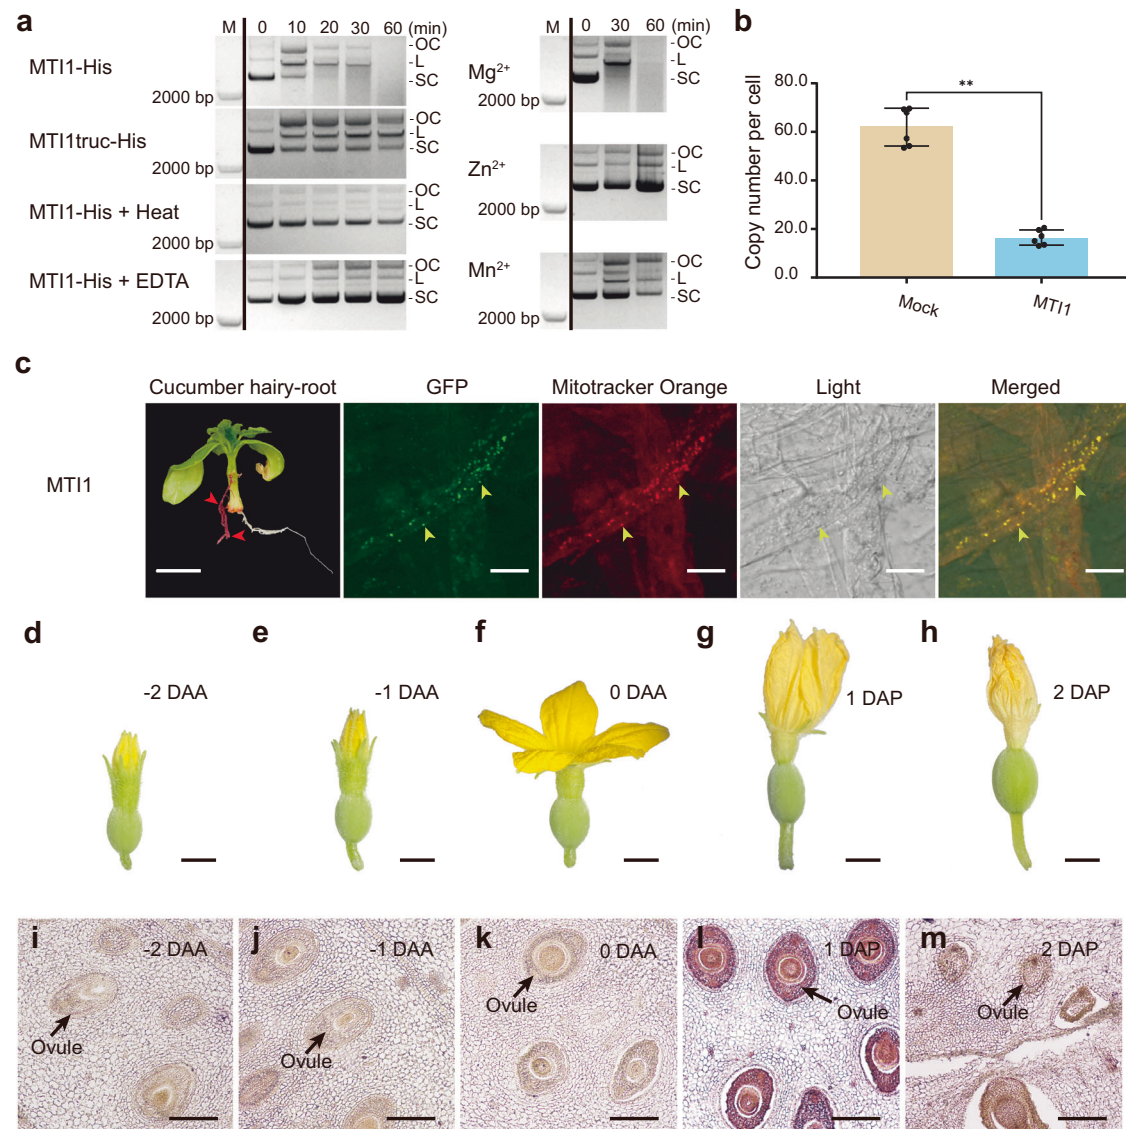 a
M 0 10 20 30 60 (min)
MTI1-His
-OC
-L
-SC
2000 bp
MTI1truc-His
-OC
-L
-SC
2000 bp
MTI1-His + Heat
-OC
-L
-SC
2000 bp
MTI1-His + EDTA
-OC
-L
-SC
2000 bp
M 0 30 60 (min)
Mg²⁺
-OC
-L
-SC
2000 bp
Zn²⁺
-OC
-L
-SC
2000 bp
Mn²⁺
-OC
-L
-SC
2000 bp
b
Copy number per cell
80.0
60.0
40.0
20.0
0.0
**
Mock
MTI1
c
Cucumber hairy-root GFP Mitotracker Orange Light Merged
MTI1
d
-2 DAA
e
-1 DAA
f
0 DAA
g
1 DAP
h
2 DAP
i
-2 DAA
Ovule
j
-1 DAA
Ovule
k
0 DAA
Ovule
l
1 DAP
Ovule
m
2 DAP
Ovule